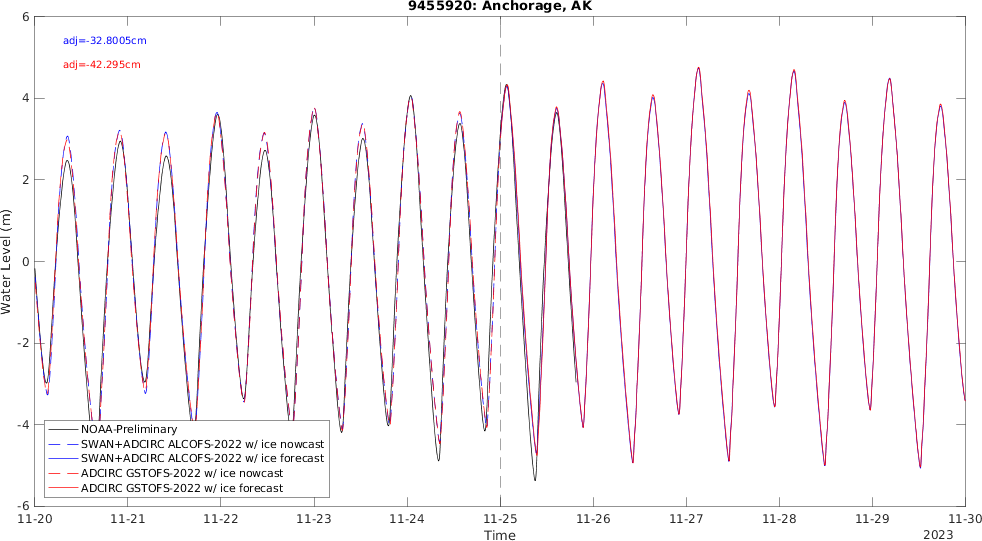 9455920: Anchorage, AK
6
4
2
0
-2
-4
-6
Water Level (m)
adj=-32.8005cm
adj=-42.295cm
NOAA-Preliminary
SWAN+ADCIRC ALCOFS-2022 w/ ice nowcast
SWAN+ADCIRC ALCOFS-2022 w/ ice forecast
ADCIRC GSTOFS-2022 w/ ice nowcast
ADCIRC GSTOFS-2022 w/ ice forecast
11-20 11-21 11-22 11-23 11-24 11-25 11-26 11-27 11-28 11-29 11-30
Time
2023